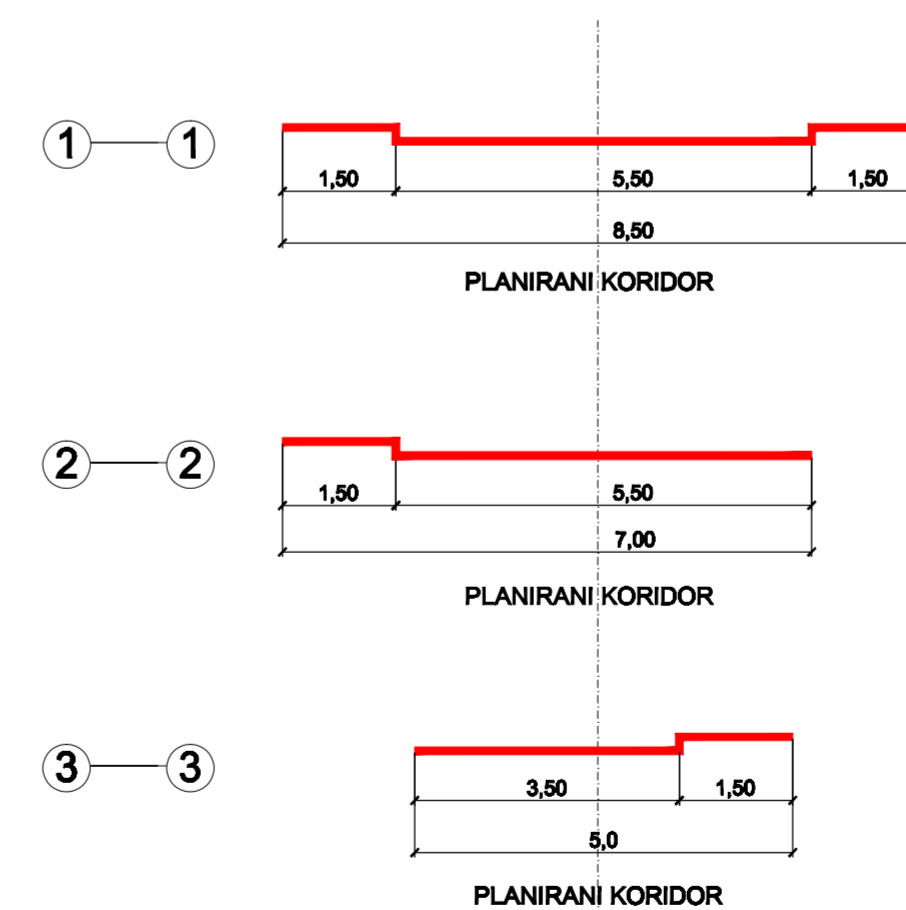 1 1
1,50 5,50 1,50
8,50
PLANIRANI KORIDOR
2 2
1,50 5,50
7,00
PLANIRANI KORIDOR
3 3
3,50 1,50
5,0
PLANIRANI KORIDOR